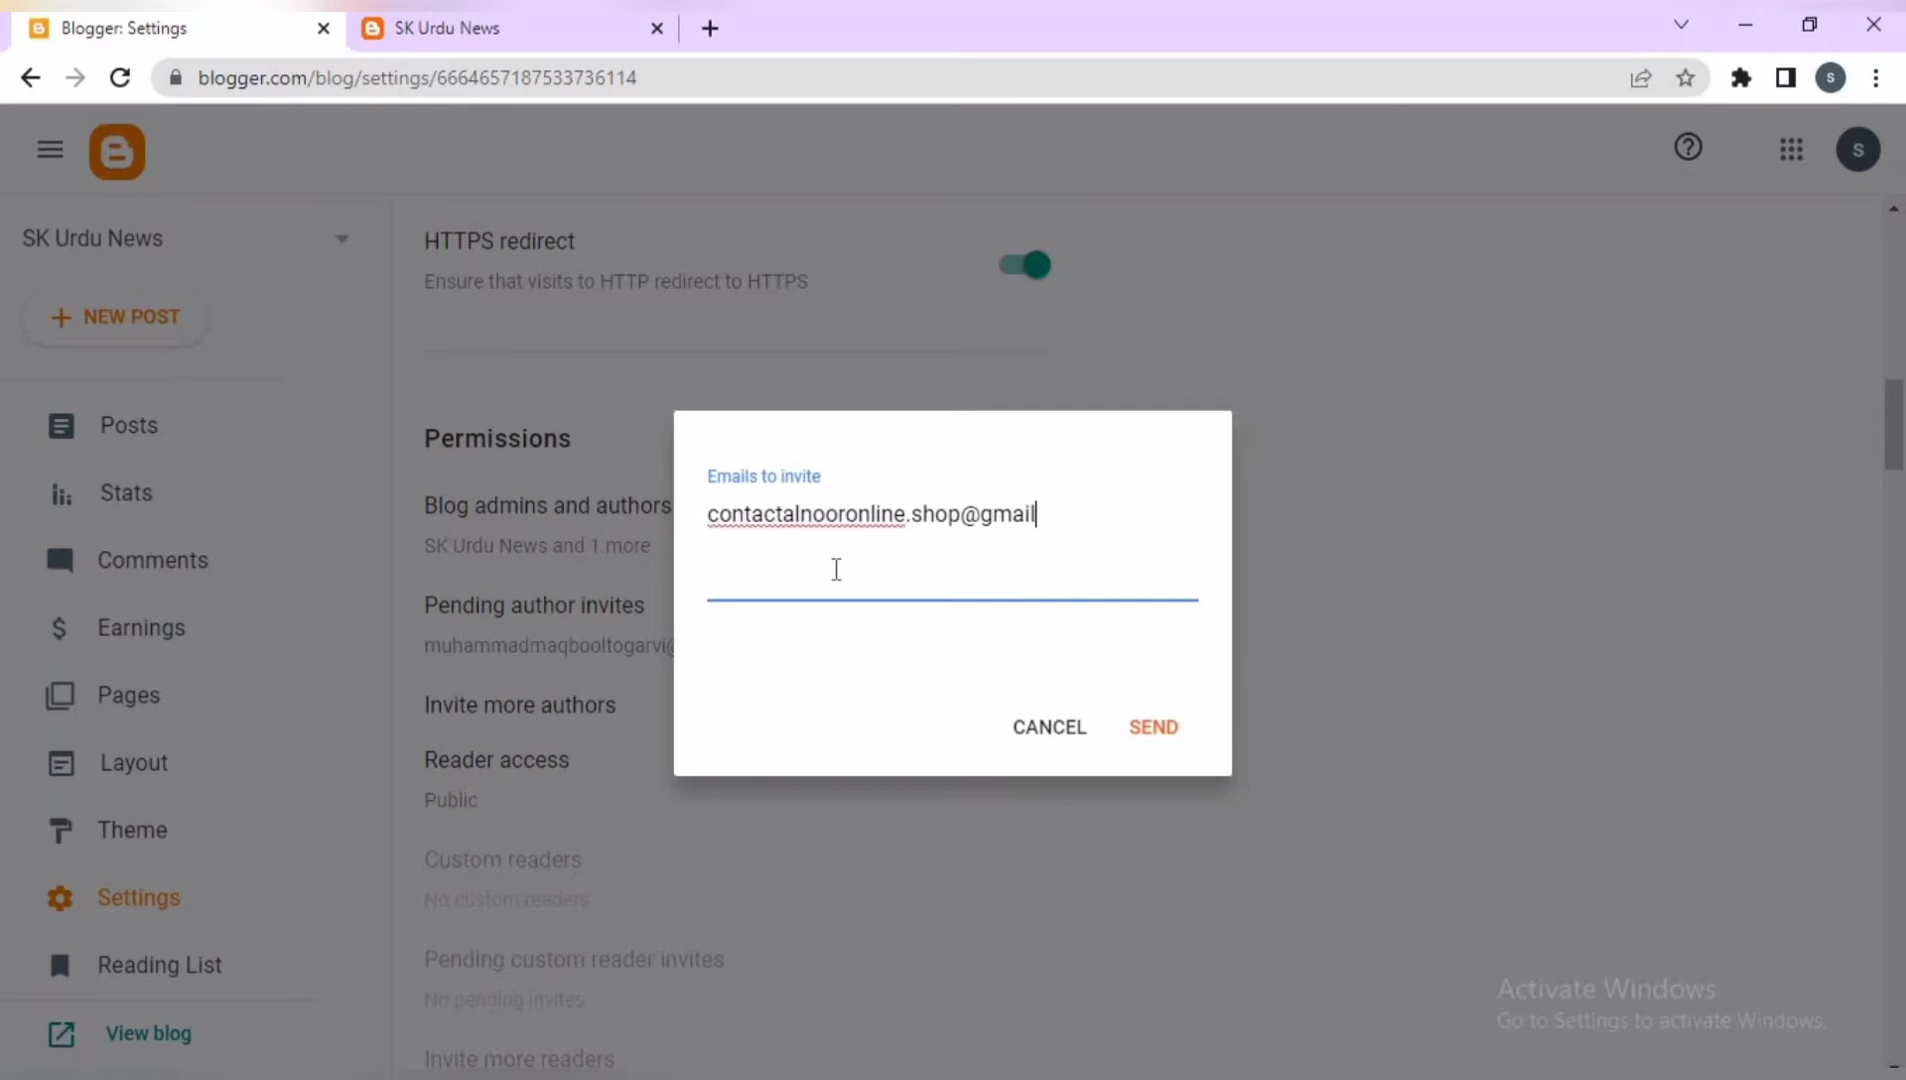 Blogger: Settings
SK Urdu News
blogger.com/blog/settings/6664657187533736114
S
S
SK Urdu News
NEW POST
Posts
Stats
Comments
Earnings
Pages
Layout
Theme
Settings
Reading List
View blog
HTTPS redirect
Ensure that visits to HTTP redirect to HTTPS
Permissions
Blog admins and authors
SK Urdu News and 1 more
Pending author invites
muhammadmaqbooltogarvi@
Invite more authors
Reader access
Public
Custom readers
No custom readers
Pending custom reader invites
No pending invites
Invite more readers
Emails to invite
contactalnooronline.shop@gmail
CANCEL
SEND
Activate Windows
Go to Settings to activate Windows.